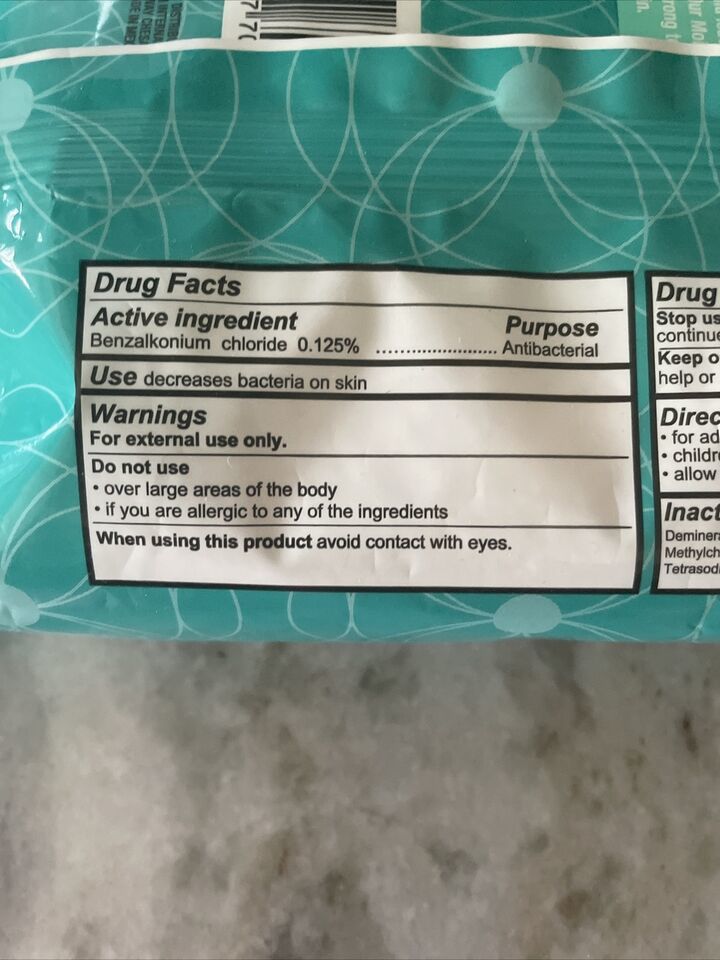 Drug Facts
Active ingredient Purpose
Benzalkonium chloride 0.125% ........................ Antibacterial
Use decreases bacteria on skin
Warnings
For external use only.
Do not use
• over large areas of the body
• if you are allergic to any of the ingredients
When using this product avoid contact with eyes.
Drug
Stop us
continue
Keep o
help or
Direc
• for ad
• childr
• allow
Inact
Deminer
Methylch
Tetrasod